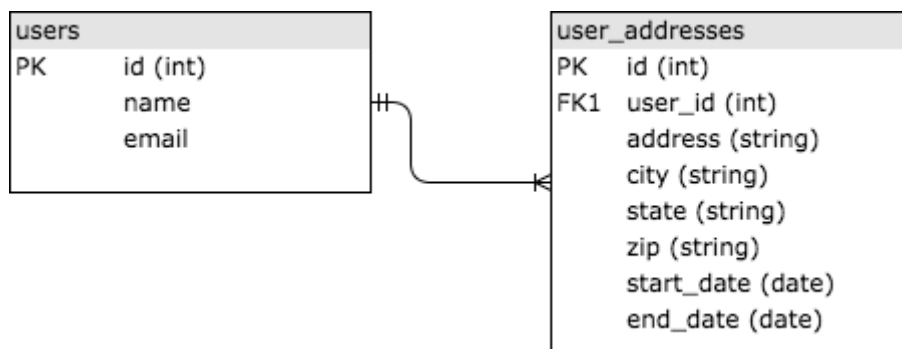 users
PK id (int)
name
email
user_addresses
PK id (int)
FK1 user_id (int)
address (string)
city (string)
state (string)
zip (string)
start_date (date)
end_date (date)